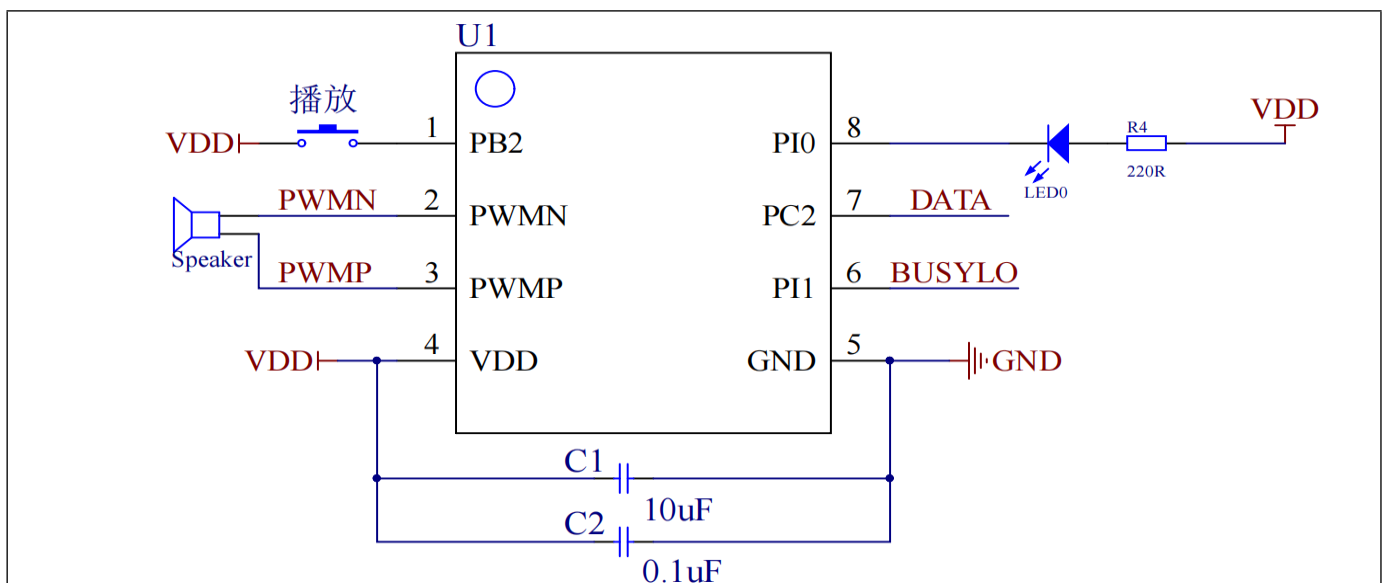 U1
播放
VDD
1
PB2
PI0
8
R4
220R
VDD
LED0
PWMN
2
PWMN
PC2
7
DATA
Speaker
PWMP
3
PWMP
PI1
6
BUSYLO
VDD
4
VDD
GND
5
GND
C1
10uF
C2
0.1uF